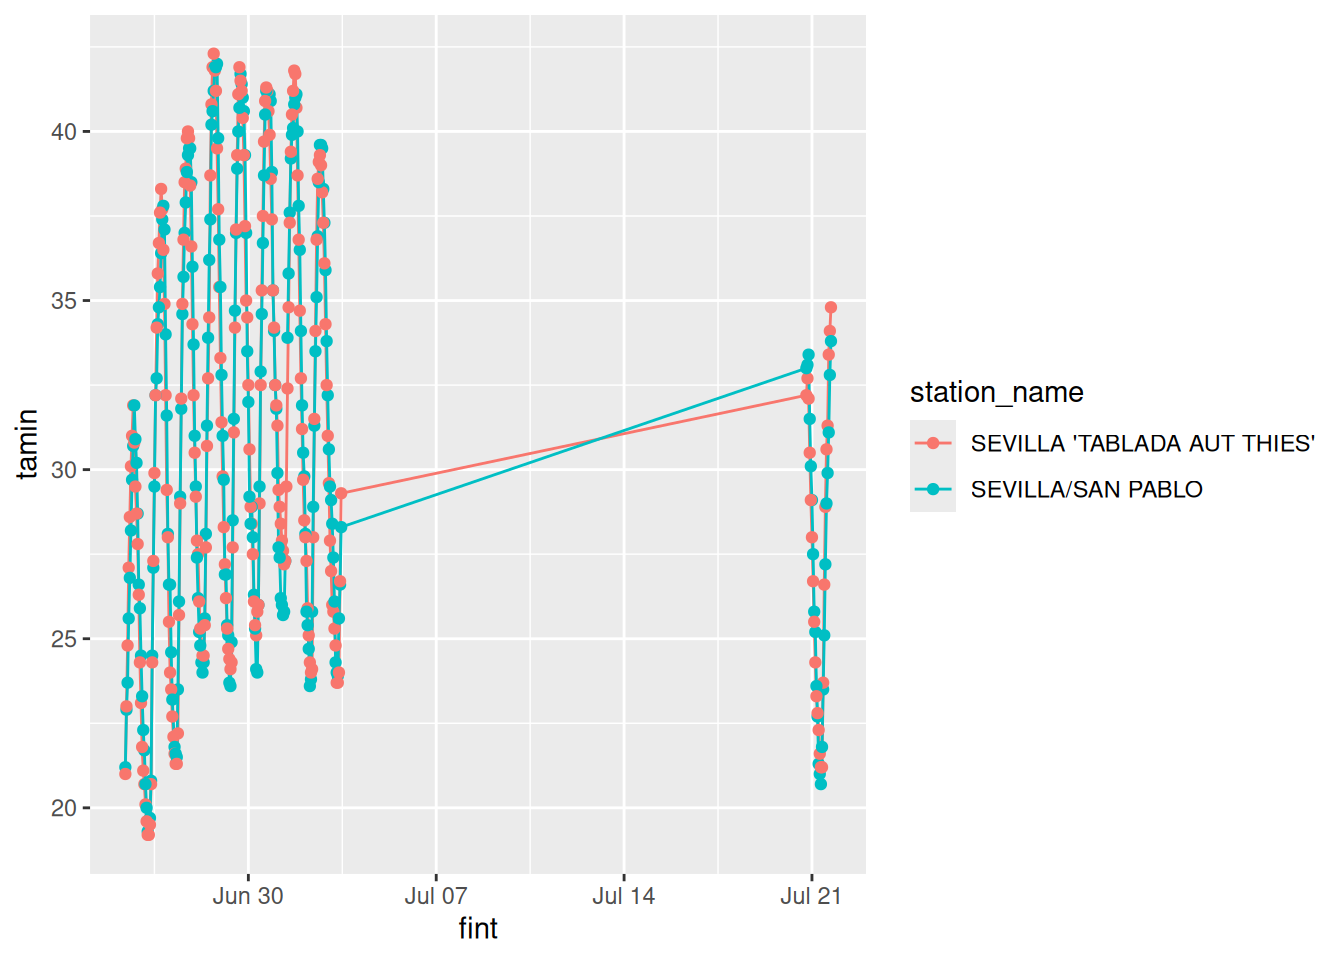 40
35
30
25
20
tamin
Jun 30
Jul 07
Jul 14
Jul 21
fint
station_name
SEVILLA 'TABLADA AUT THIES'
SEVILLA/SAN PABLO